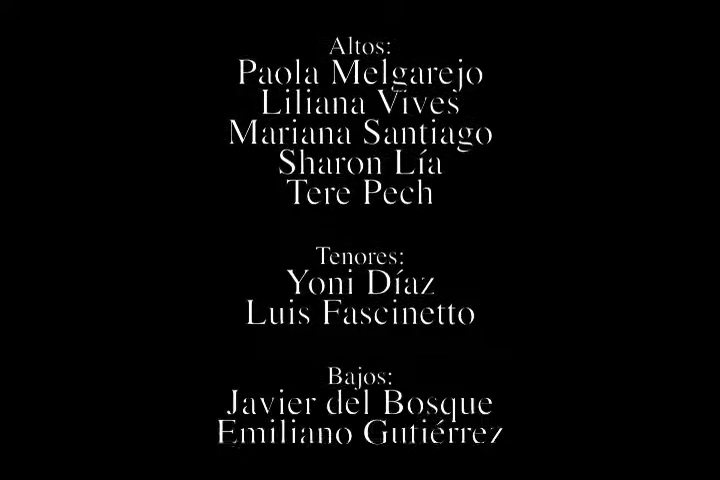 Altos:
Paola Melgarejo
Liliana Vives
Mariana Santiago
Sharon Lía
Tere Pech
Tenores:
Yoni Díaz
Luis Fascinetto
Bajos:
Javier del Bosque
Emiliano Gutiérrez